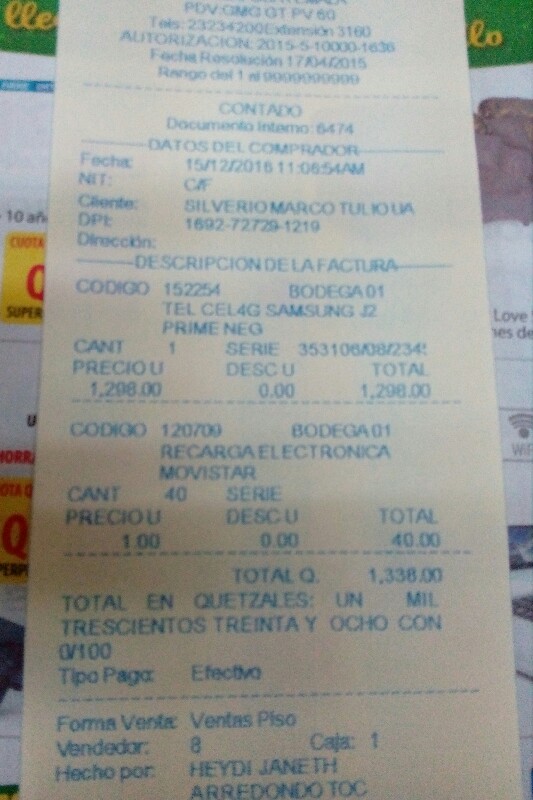 PDV:GMG GT PV 60
Tels: 23234200 Extensión 3160
AUTORIZACION: 2015-5-10000-1636
Fecha Resolución 17/04/2015
Rango del 1 al 9999999999
CONTADO
Documento Interno: 6474
DATOS DEL COMPRADOR
Fecha: 15/12/2016 11:06:54AM
NIT: C/F
Cliente: SILVERIO MARCO TULIO UA
DPI: 1692-72729-1219
Dirección:
DESCRIPCION DE LA FACTURA
CODIGO 152254 BODEGA 01
TEL CEL4G SAMSUNG J2
PRIME NEG
CANT 1 SERIE 353106/08/234
PRECIO U DESC U TOTAL
1,298.00 0.00 1,298.00
CODIGO 120709 BODEGA 01
RECARGA ELECTRONICA
MOVISTAR
CANT 40 SERIE
PRECIO U DESC.U TOTAL
1.00 0.00 40.00
TOTAL Q. 1,338.00
TOTAL EN QUETZALES: UN MIL
TRESCIENTOS TREINTA Y OCHO CON
0/100
Tipo Pago: Efectivo
Forma Venta: Ventas Piso
Vendedor: 8 Caja: 1
Hecho por: HEYDI JANETH
ARREDONDO TOC
lle
lo
10 añ
CUOTA
Q
SUPER
Love
nes de
WiFi